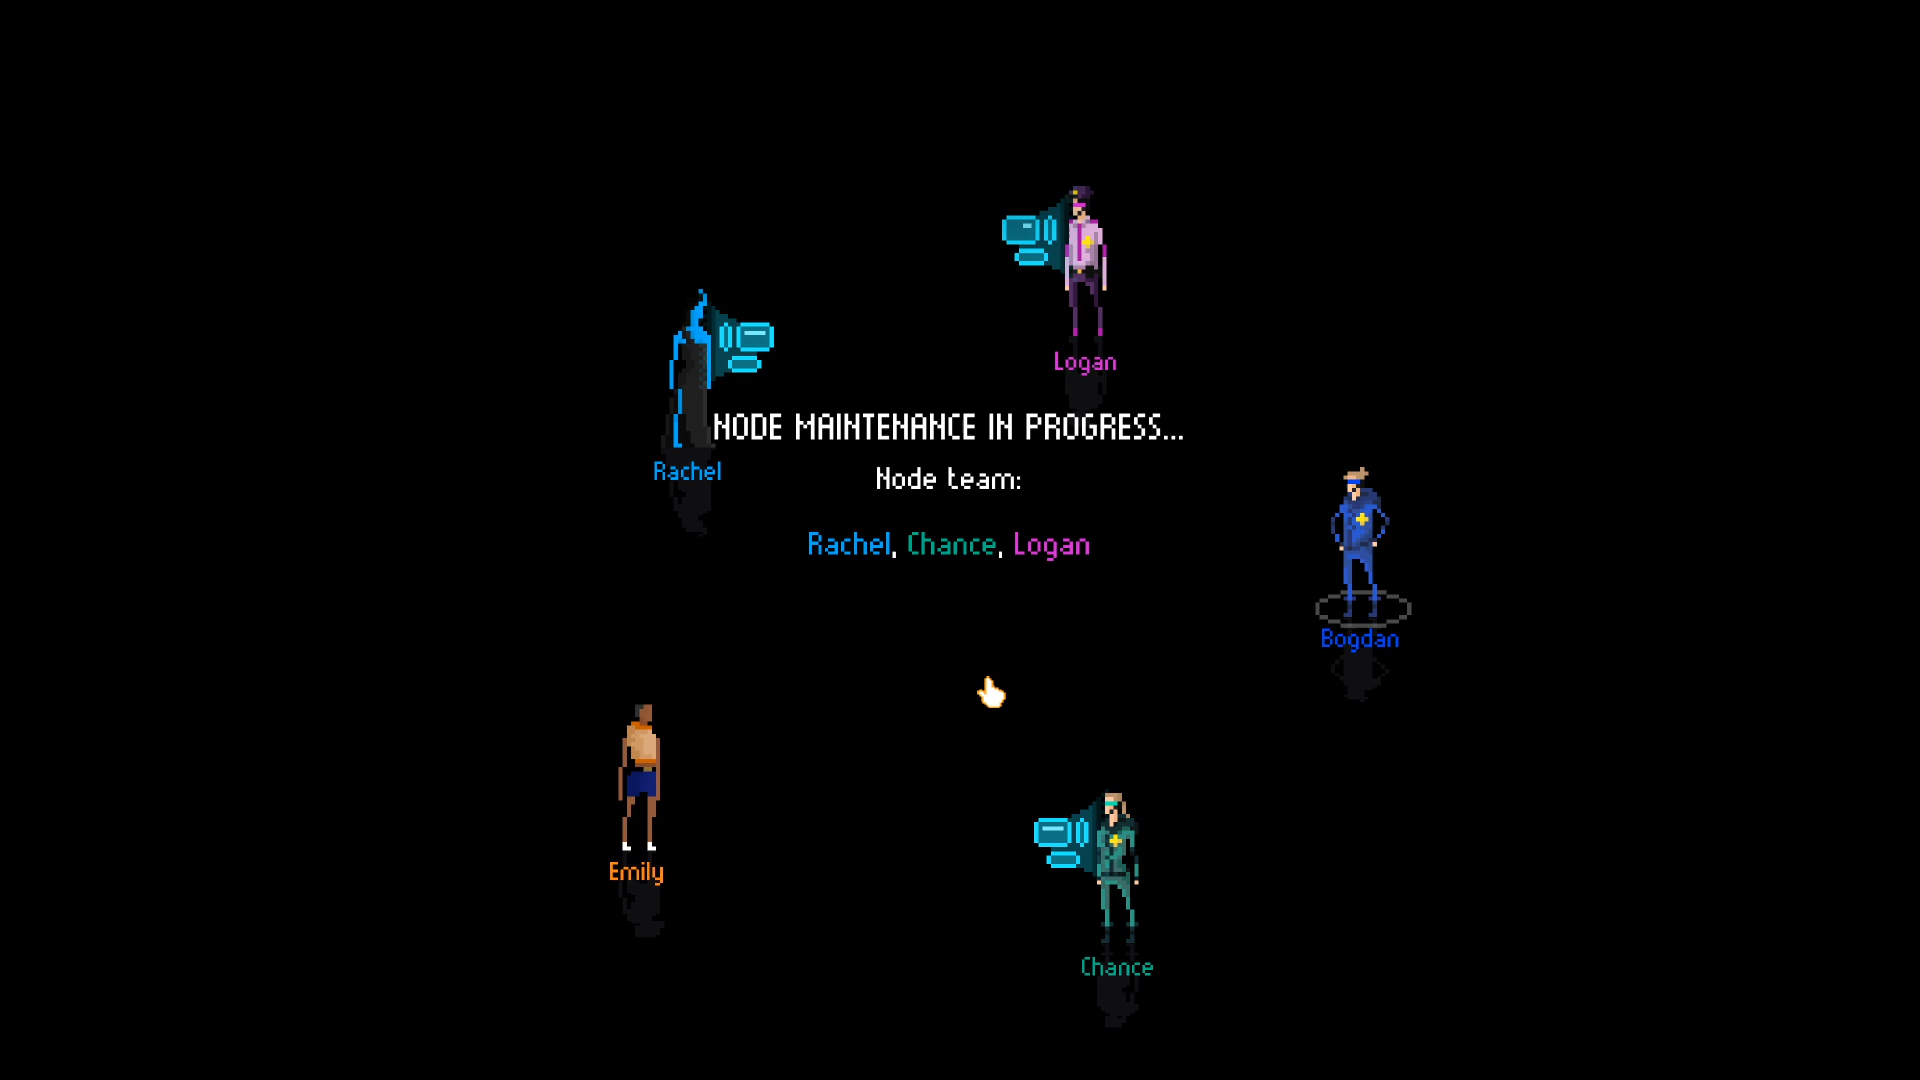 Logan
NODE MAINTENANCE IN PROGRESS...
Rachel
Node team:
Rachel, Chance, Logan
Bogdan
Emily
Chance